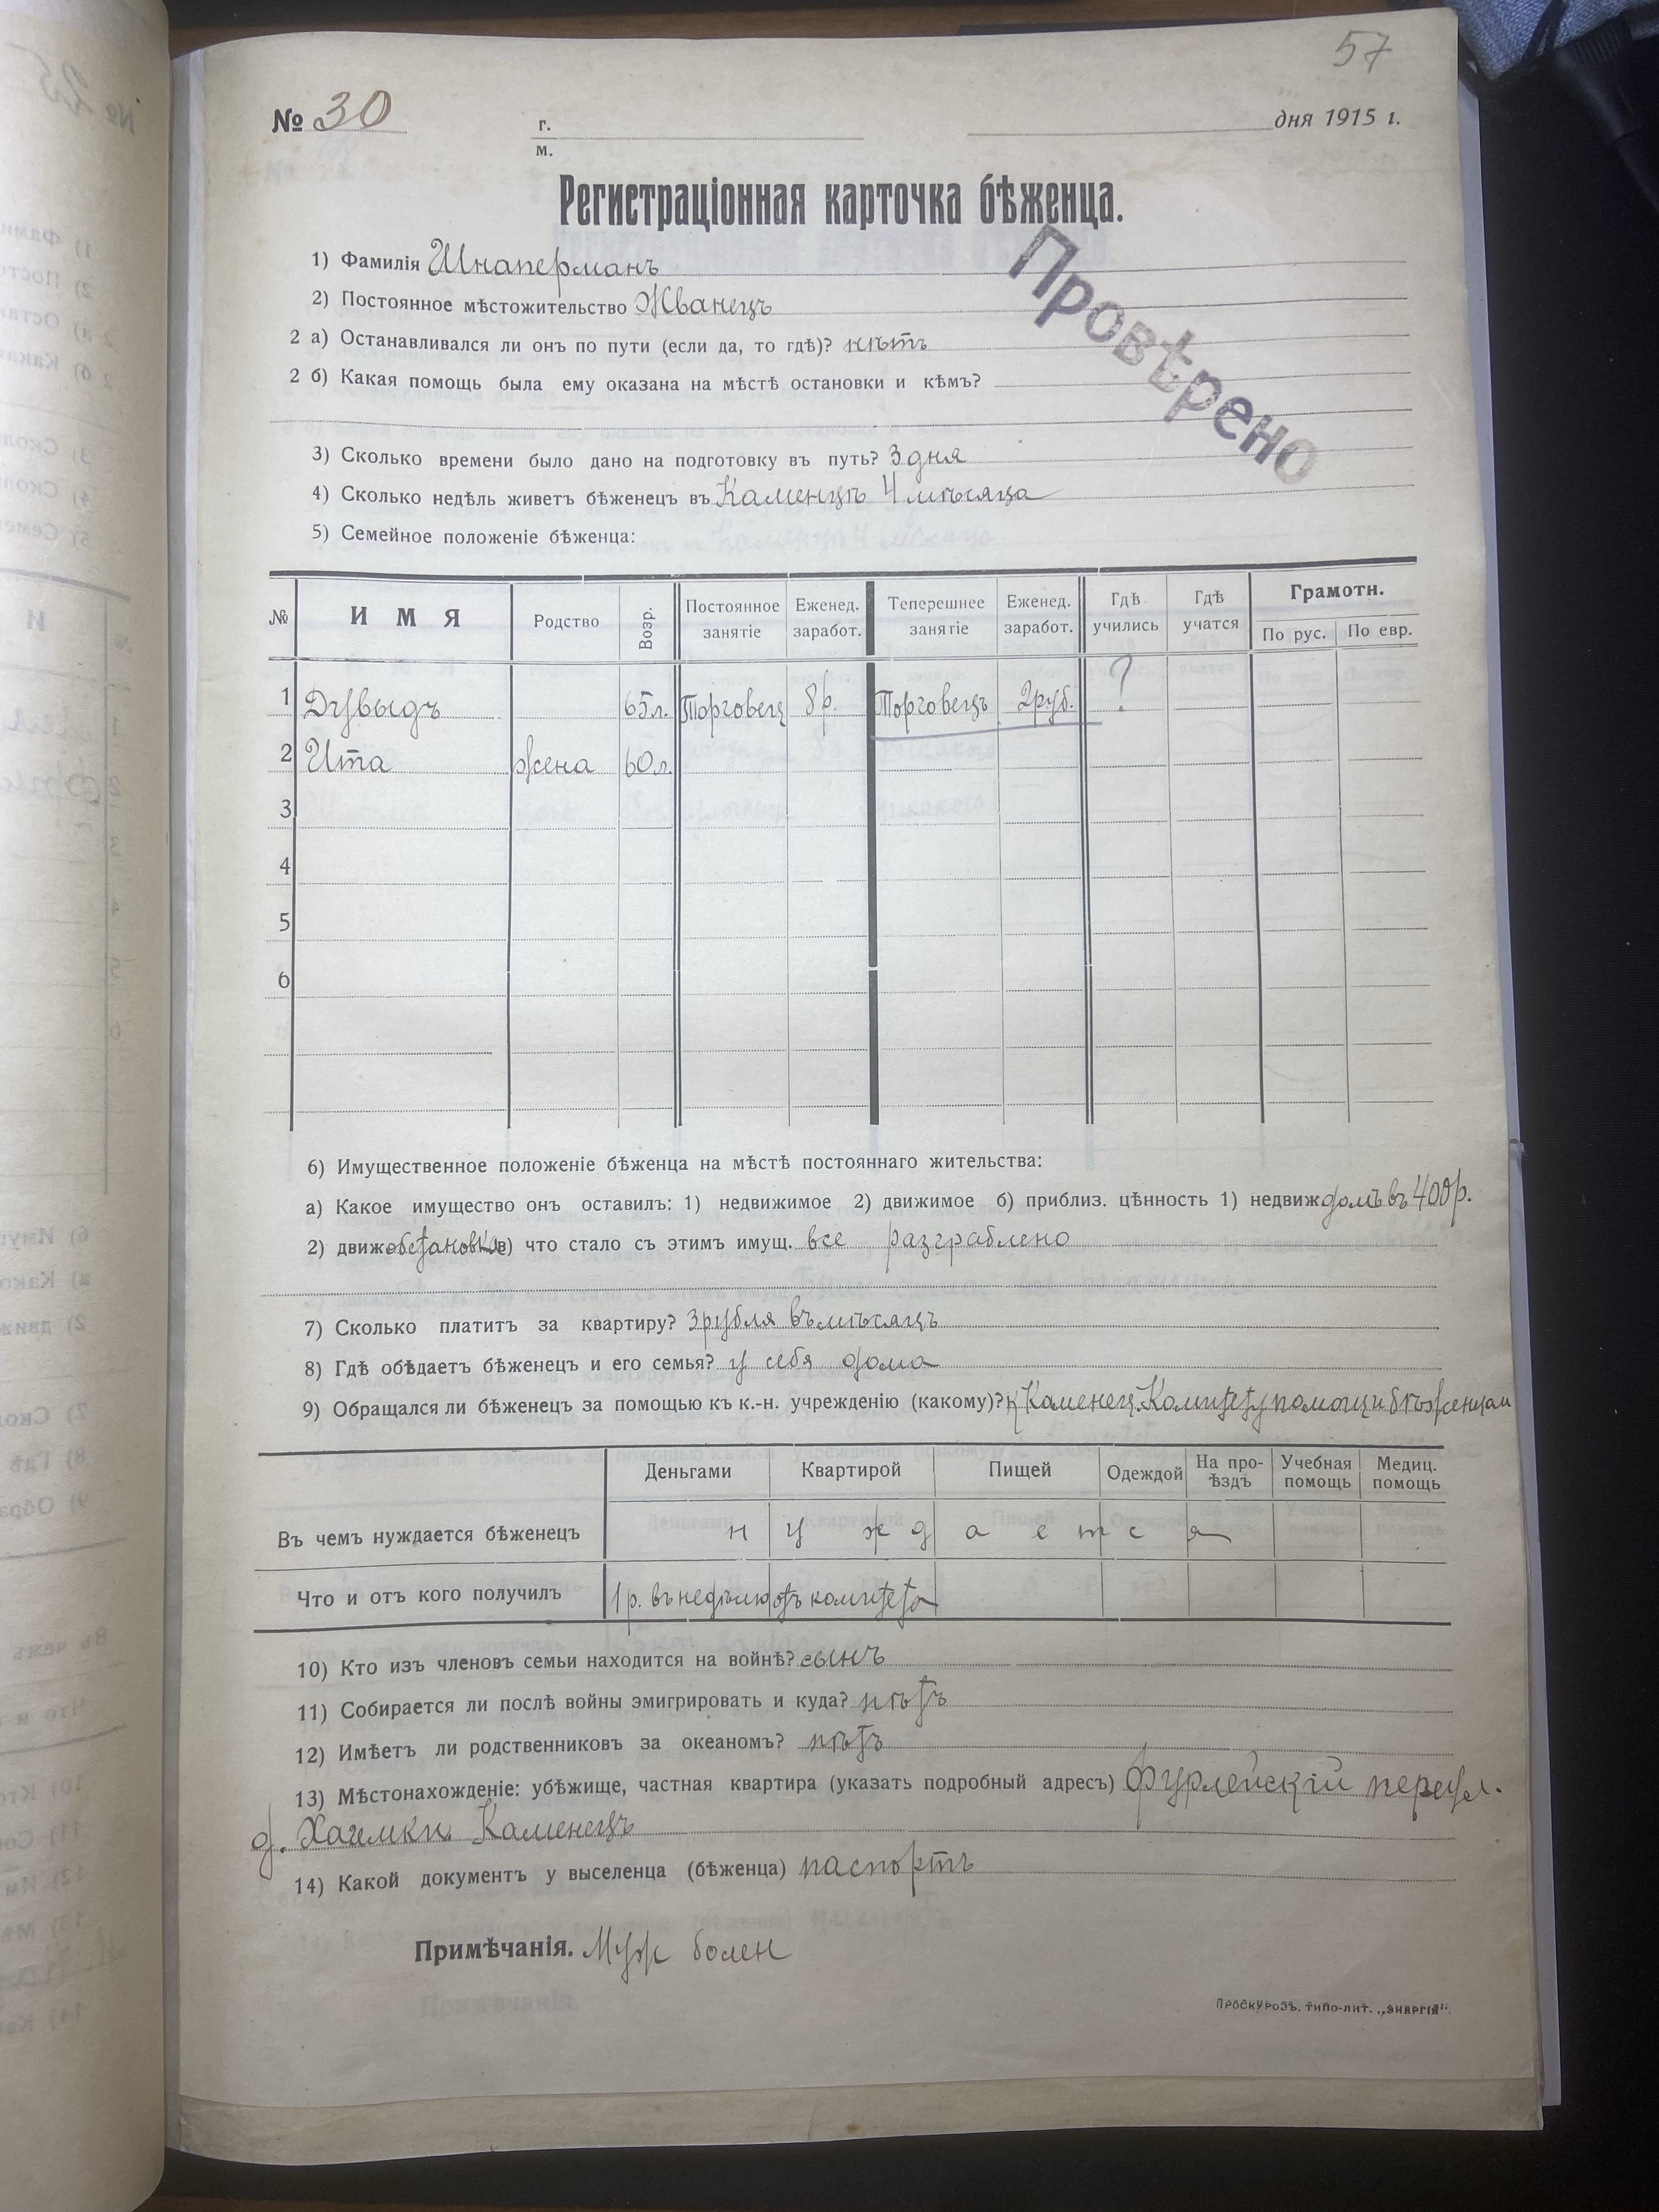 57
№ 30 г. дня 1915 г.
м.
Регистраціонная карточка бѣженца.
1) Фамилія Шнаперманъ
2) Постоянное мѣстожительство Жванецъ
2 а) Останавливался ли онъ по пути (если да, то гдѣ)? нѣтъ
2 б) Какая помощь была ему оказана на мѣстѣ остановки и кѣмъ?
Провѣрено
3) Сколько времени было дано на подготовку въ путь? 3 дня
4) Сколько недѣль живетъ бѣженецъ въ Каменцѣ 4 мѣсяца
5) Семейное положеніе бѣженца:
№ ИМЯ Родство Возр. Постоянное занятіе Еженед. заработ. Теперешнее занятіе Еженед. заработ. Гдѣ учились Гдѣ учатся Грамотн. По рус. По евр.
1 Дувыдъ 65 л. Торговец 8 р. Торговецъ 2 руб. ?
2 Ита жена 60 л.
3
4
5
6
6) Имущественное положеніе бѣженца на мѣстѣ постояннаго жительства:
а) Какое имущество онъ оставилъ: 1) недвижимое 2) движимое б) приблиз. цѣнность 1) недвиж домъ въ 400 р.
2) движ обстановка в) что стало съ этимъ имущ. все разграблено
7) Сколько платитъ за квартиру? 3 рубля въ мѣсяцъ
8) Гдѣ обѣдаетъ бѣженецъ и его семья? у себя дома
9) Обращался ли бѣженецъ за помощью къ к.-н. учрежденію (какому)? к Каменец. Комитету помощи бѣженцам
Деньгами Квартирой Пищей Одеждой На про-ѣздъ Учебная помощь Медиц. помощь
Въ чемъ нуждается бѣженецъ нуждается
Что и отъ кого получилъ 1 р. въ недѣлю отъ комитета
10) Кто изъ членовъ семьи находится на войнѣ? сынъ
11) Собирается ли послѣ войны эмигрировать и куда? нѣтъ
12) Имѣетъ ли родственниковъ за океаномъ? нѣтъ
13) Мѣстонахожденіе: убѣжище, частная квартира (указать подробный адресъ) Фурлейскій переул.
д. Хаимки Каменецъ
14) Какой документъ у выселенца (бѣженца) паспортъ
Примѣчанія. Муж болен
Проскуровъ, типо-лит. „Энергія“.